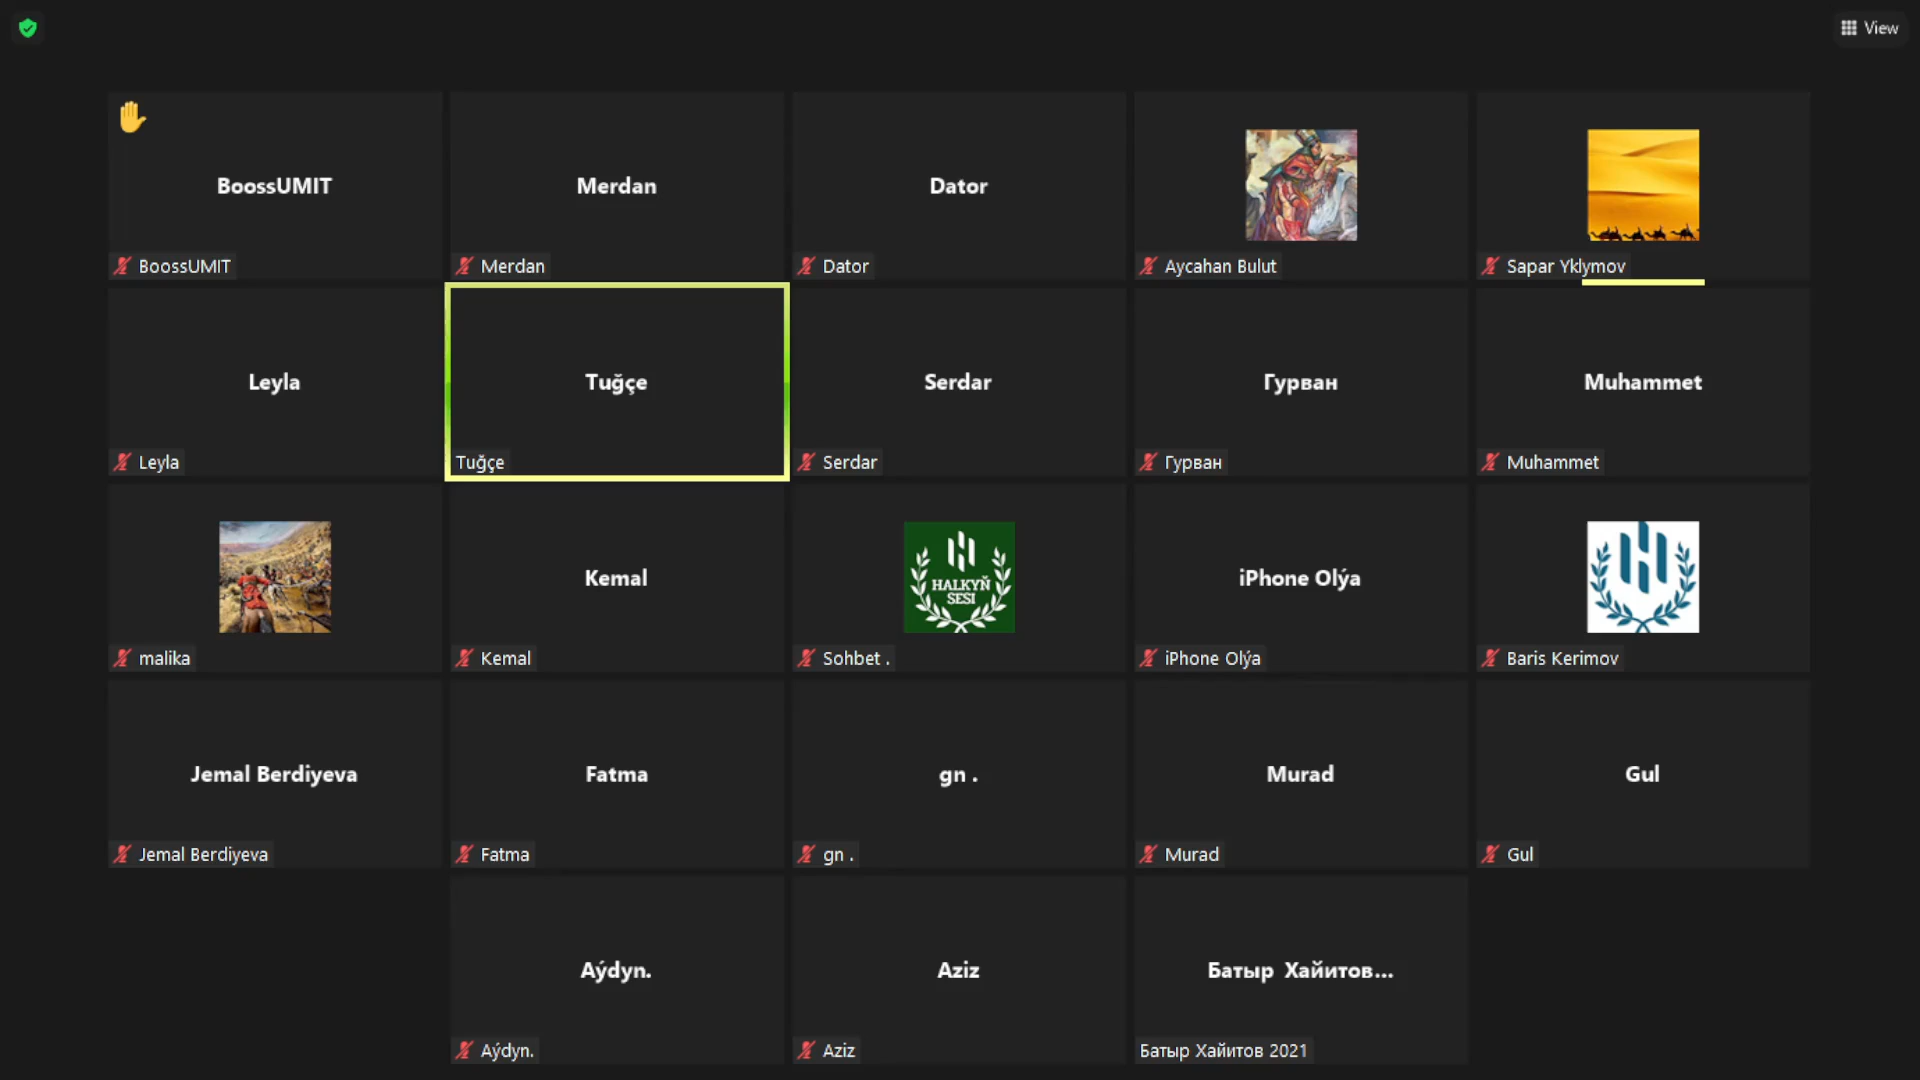 View
BoossUMIT
Merdan
Dator
BoossUMIT
Merdan
Dator
Aycahan Bulut
Sapar Yklymov
Leyla
Tuğçe
Serdar
Гурван
Muhammet
Leyla
Tuğçe
Serdar
Гурван
Muhammet
Kemal
HALKYŇ
SESI
iPhone Olýa
malika
Kemal
Sohbet .
iPhone Olýa
Baris Kerimov
Jemal Berdiyeva
Fatma
gn .
Murad
Gul
Jemal Berdiyeva
Fatma
gn .
Murad
Gul
Aýdyn.
Aziz
Батыр Хайитов...
Aýdyn.
Aziz
Батыр Хайитов 2021